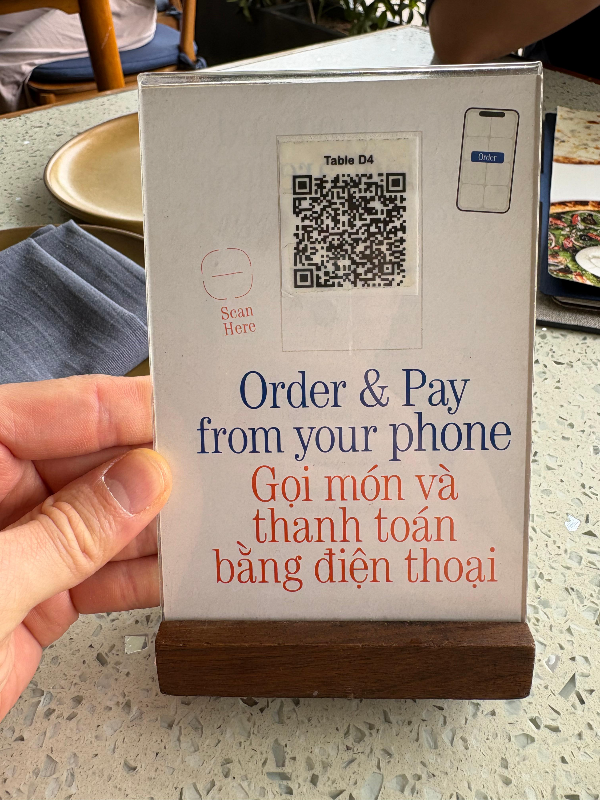 Table D4
Order
Scan
Here
Order & Pay
from your phone
Gọi món và
thanh toán
bằng điện thoại